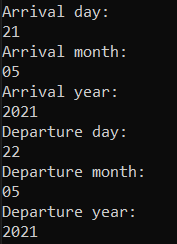 Arrival day:
21
Arrival month:
05
Arrival year:
2021
Departure day:
22
Departure month:
05
Departure year:
2021